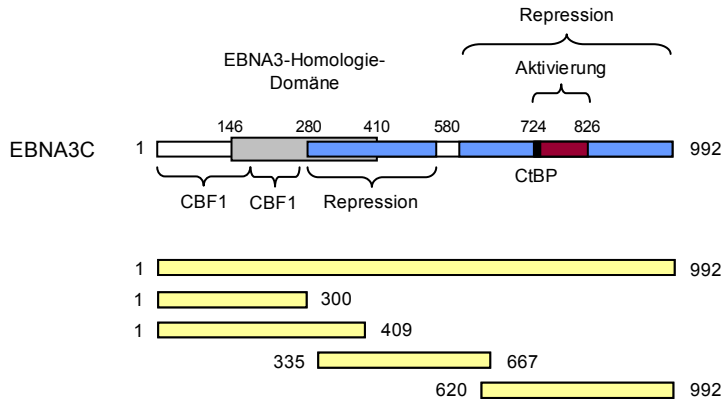 Repression
EBNA3-Homologie-
Domäne
Aktivierung
146 280 410 580 724 826
EBNA3C 1 992
CtBP
CBF1 CBF1 Repression
1 992
1 300
1 409
335 667
620 992